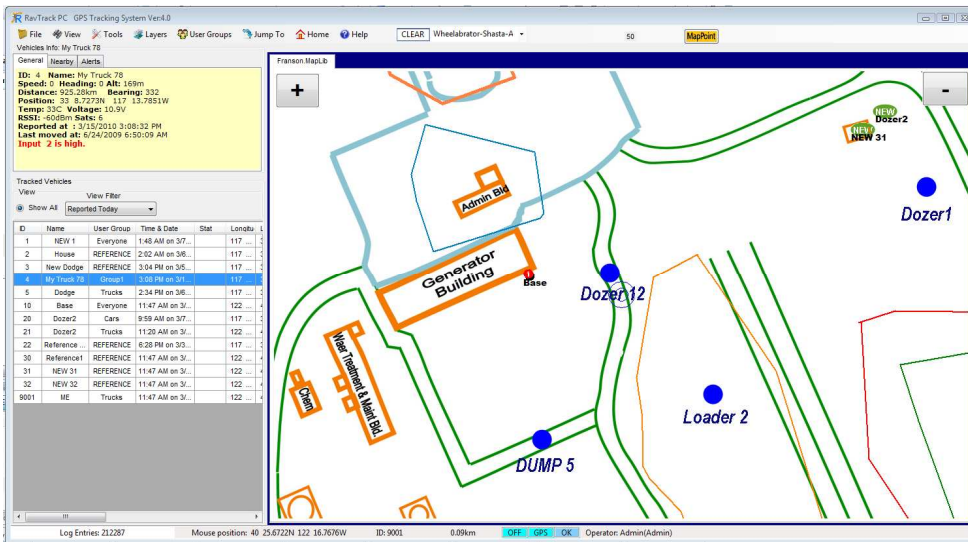 RavTrack PC GPS Tracking System Ver:4.0
File View Tools Layers User Groups Jump To Home Help CLEAR Wheelabrator-Shasta-A 50 MapPoint
Vehicles Info: My Truck 78
General Nearby Alerts
ID: 4 Name: My Truck 78
Speed: 0 Heading: 0 Alt: 169m
Distance: 925.28km Bearing: 332
Position: 33 8.7273N 117 13.7851W
Temp: 33C Voltage: 10.9V
RSSI: -60dBm Sats: 6
Reported at : 3/15/2010 3:08:32 PM
Last moved at: 6/24/2009 6:50:09 AM
Input 2 is high.
Tracked Vehicles
View View Filter
Show All Reported Today
ID Name User Group Time & Date Stat Longitu L
1 NEW 1 Everyone 1:48 AM on 3/7... 117 ...
2 House REFERENCE 2:02 AM on 3/6... 117 ...
3 New Dodge REFERENCE 3:04 PM on 3/5... 117 ...
4 My Truck 78 Group1 3:08 PM on 3/1... 117 ...
5 Dodge Trucks 2:34 PM on 3/8... 117 ...
10 Base Everyone 11:47 AM on 3/... 122 ...
20 Dozer2 Cars 9:59 AM on 3/7... 117 ...
21 Dozer2 Trucks 11:20 AM on 3/... 122 ...
22 Reference ... REFERENCE 6:28 PM on 3/3... 117 ...
30 Reference1 REFERENCE 11:47 AM on 3/... 122 ...
31 NEW 31 REFERENCE 11:47 AM on 3/... 122 ...
32 NEW 32 REFERENCE 11:47 AM on 3/... 122 ...
9001 ME Trucks 11:47 AM on 3/... 122 ...
Franson.MapLib
+
-
NEW
Dozer2
NEW
NEW 31
Dozer1
Admin Bld
Generator
Building
Base
Dozer 12
Waer Treatment & Maint Bld.
Chem
Loader 2
DUMP 5
Log Entries: 212287 Mouse position: 40 25.6722N 122 16.7676W ID: 9001 0.09km OFF GPS OK Operator: Admin(Admin)